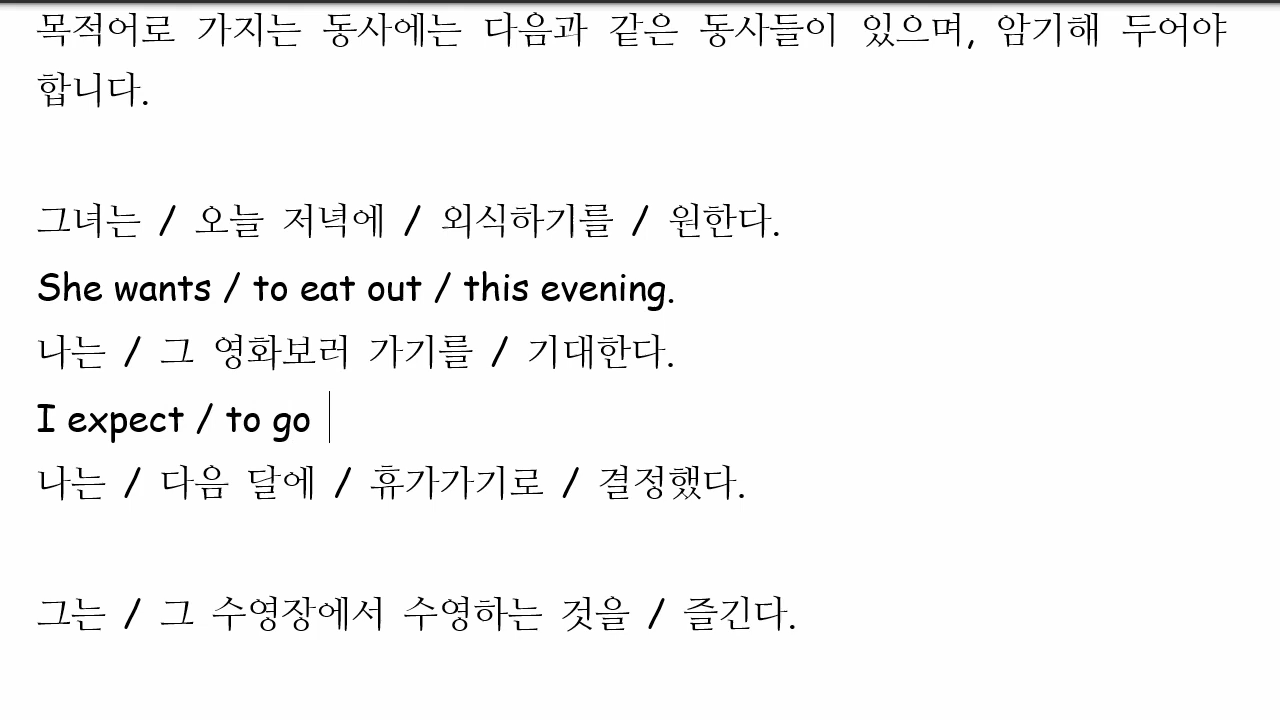 목적어로 가지는 동사에는 다음과 같은 동사들이 있으며, 암기해 두어야
합니다.
그녀는 / 오늘 저녁에 / 외식하기를 / 원한다.
She wants / to eat out / this evening.
나는 / 그 영화보러 가기를 / 기대한다.
I expect / to go
나는 / 다음 달에 / 휴가가기로 / 결정했다.
그는 / 그 수영장에서 수영하는 것을 / 즐긴다.